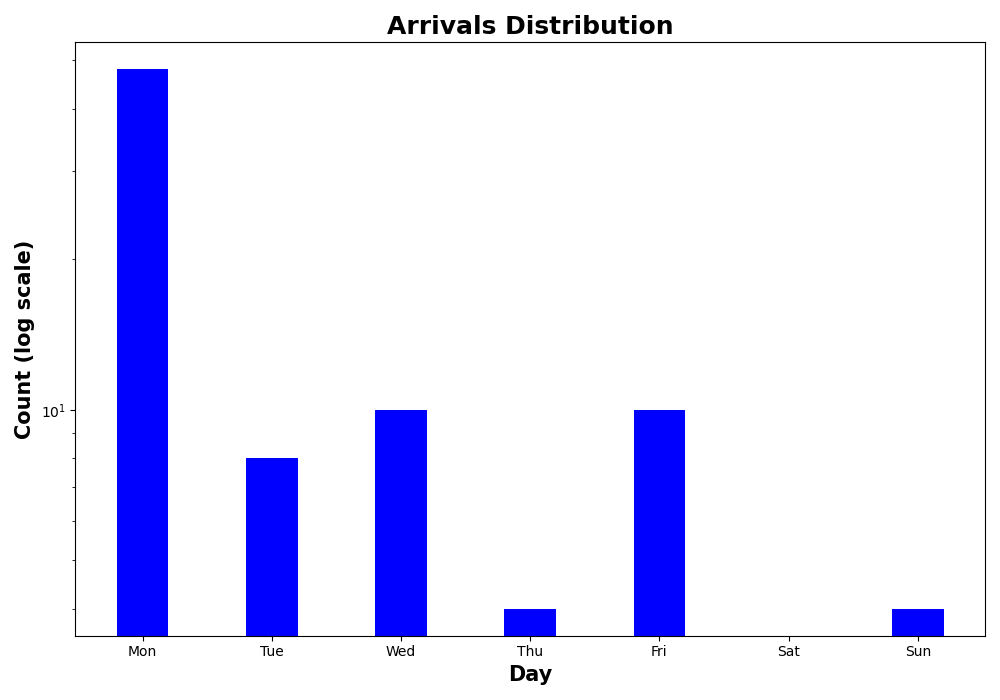 Arrivals Distribution
Count (log scale)
10¹
Mon Tue Wed Thu Fri Sat Sun
Day